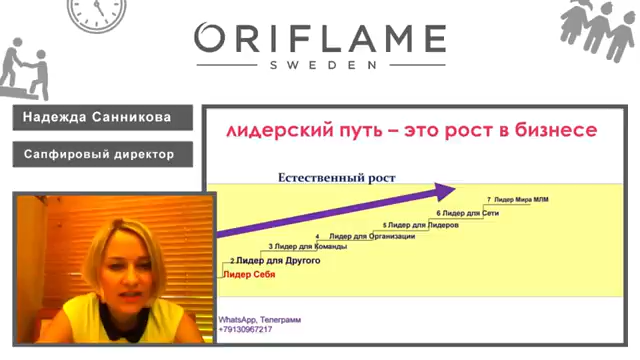 ORIFLAME
SWEDEN
Надежда Санникова
Сапфировый директор
лидерский путь – это рост в бизнесе
Естественный рост
7 Лидер Мира МЛМ
6 Лидер для Сети
5 Лидер для Лидеров
4 Лидер для Организации
3 Лидер для Команды
2 Лидер для Другого
Лидер Себя
WhatsApp, Телеграмм
+79130967217